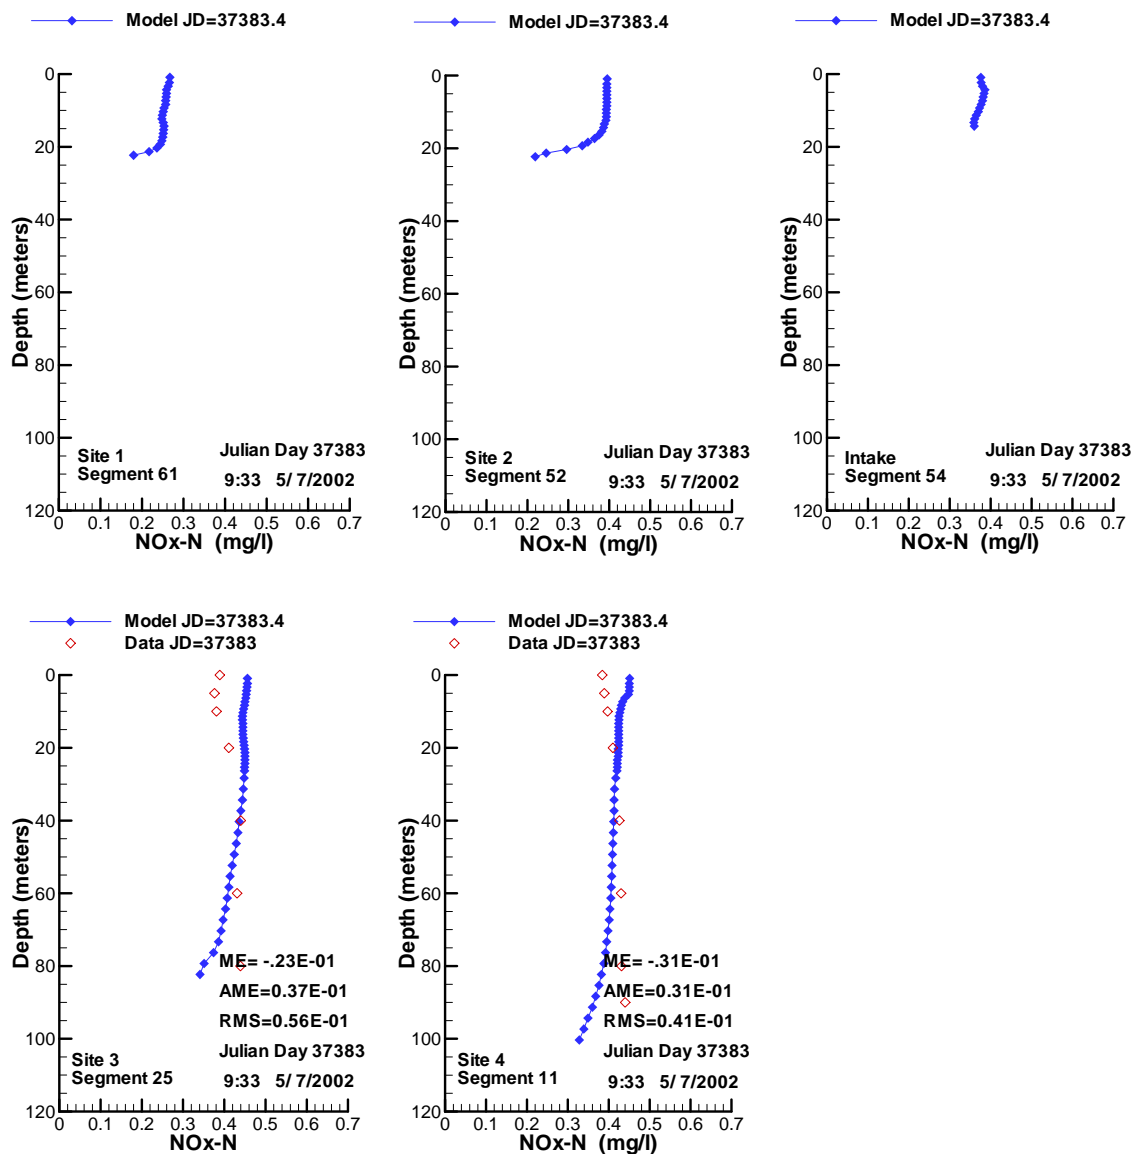 Model JD=37383.4
0
20
40
60
80
100
120
Depth (meters)
Site 1
Segment 61
Julian Day 37383
9:33 5/ 7/2002
0 0.1 0.2 0.3 0.4 0.5 0.6 0.7
NOx-N (mg/l)
Model JD=37383.4
0
20
40
60
80
100
120
Depth (meters)
Site 2
Segment 52
Julian Day 37383
9:33 5/ 7/2002
0 0.1 0.2 0.3 0.4 0.5 0.6 0.7
NOx-N (mg/l)
Model JD=37383.4
0
20
40
60
80
100
120
Depth (meters)
Intake
Segment 54
Julian Day 37383
9:33 5/ 7/2002
0 0.1 0.2 0.3 0.4 0.5 0.6 0.7
NOx-N (mg/l)
Model JD=37383.4
Data JD=37383
0
20
40
60
80
100
120
Depth (meters)
ME= -.23E-01
AME=0.37E-01
RMS=0.56E-01
Site 3
Segment 25
Julian Day 37383
9:33 5/ 7/2002
0 0.1 0.2 0.3 0.4 0.5 0.6 0.7
NOx-N
Model JD=37383.4
Data JD=37383
0
20
40
60
80
100
120
Depth (meters)
ME= -.31E-01
AME=0.31E-01
RMS=0.41E-01
Site 4
Segment 11
Julian Day 37383
9:33 5/ 7/2002
0 0.1 0.2 0.3 0.4 0.5 0.6 0.7
NOx-N (mg/l)